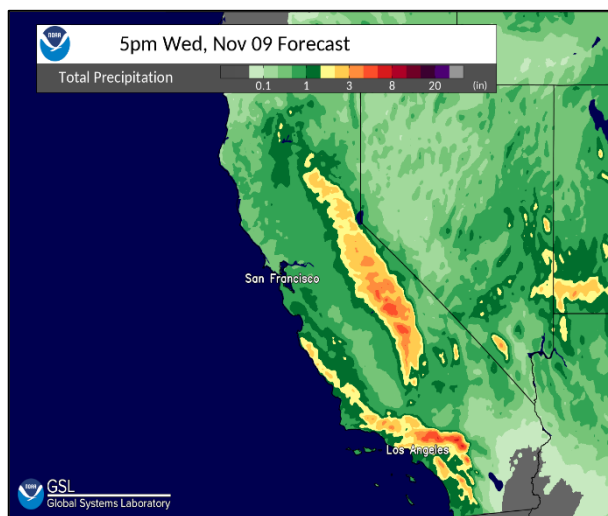 5pm Wed, Nov 09 Forecast
Total Precipitation
0.1 1 3 8 20 (in)
San Francisco
Los Angeles
GSL
Global Systems Laboratory